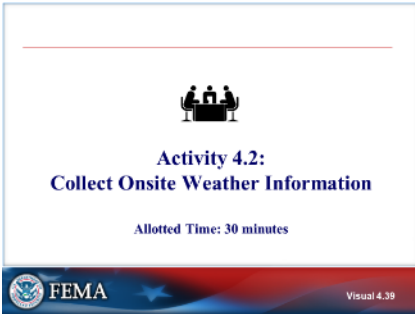 Activity 4.2:
Collect Onsite Weather Information
Allotted Time: 30 minutes
FEMA
Visual 4.39